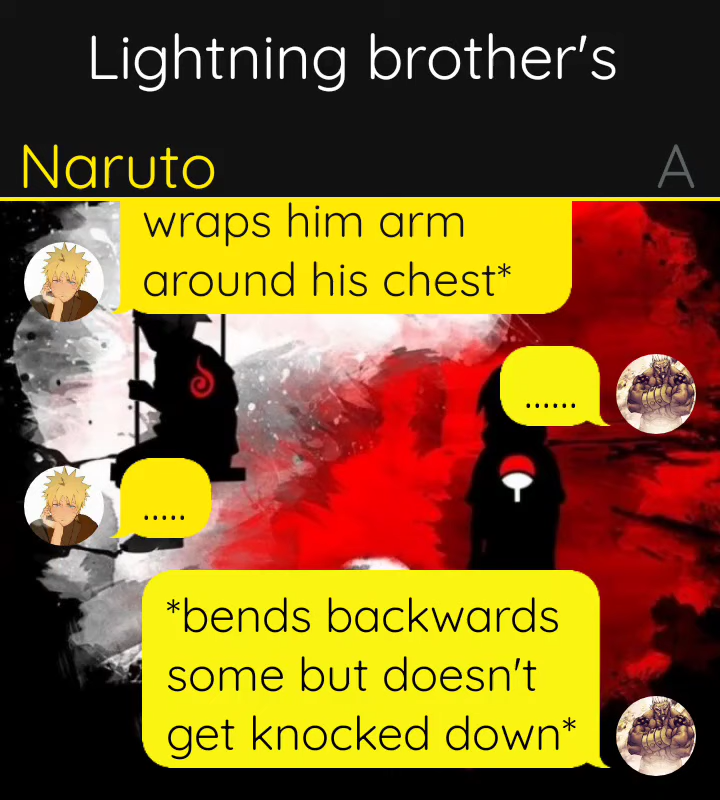 Lightning brother's
Naruto
A
wraps him arm
around his chest*
......
.....
*bends backwards
some but doesn't
get knocked down*